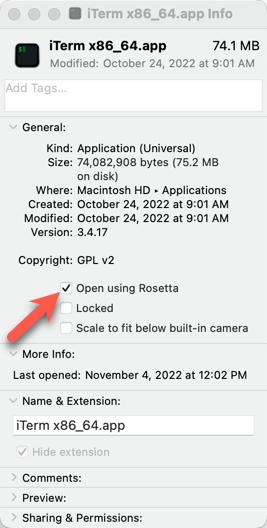 iTerm x86_64.app Info
iTerm x86_64.app 74.1 MB
Modified: October 24, 2022 at 9:01 AM
Add Tags...
General:
Kind: Application (Universal)
Size: 74,082,908 bytes (75.2 MB
on disk)
Where: Macintosh HD ▸ Applications
Created: October 24, 2022 at 9:01 AM
Modified: October 24, 2022 at 9:01 AM
Version: 3.4.17
Copyright: GPL v2
Open using Rosetta
Locked
Scale to fit below built-in camera
More Info:
Last opened: November 4, 2022 at 12:02 PM
Name & Extension:
iTerm x86_64.app
Hide extension
Comments:
Preview:
Sharing & Permissions: